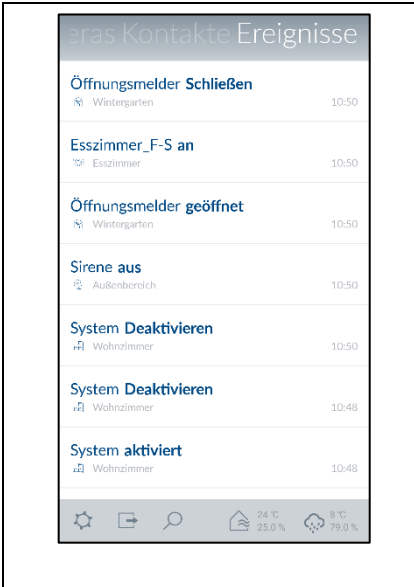 eras Kontakte Ereignisse
Öffnungsmelder Schließen
Wintergarten 10:50
Esszimmer_F-S an
Esszimmer 10:50
Öffnungsmelder geöffnet
Wintergarten 10:50
Sirene aus
Außenbereich 10:50
System Deaktivieren
Wohnzimmer 10:50
System Deaktivieren
Wohnzimmer 10:48
System aktiviert
Wohnzimmer 10:48
24 °C 8 °C
25.0 % 79.0 %